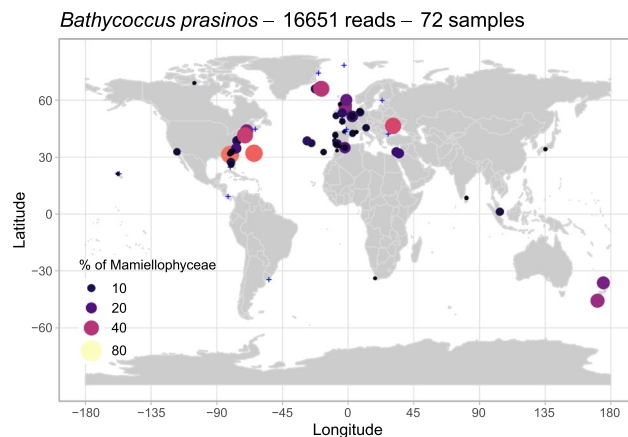 Bathycoccus prasinos – 16651 reads – 72 samples
Latitude
60
30
0
−30
−60
% of Mamiellophyceae
10
20
40
80
−180 −135 −90 −45 0 45 90 135 180
Longitude